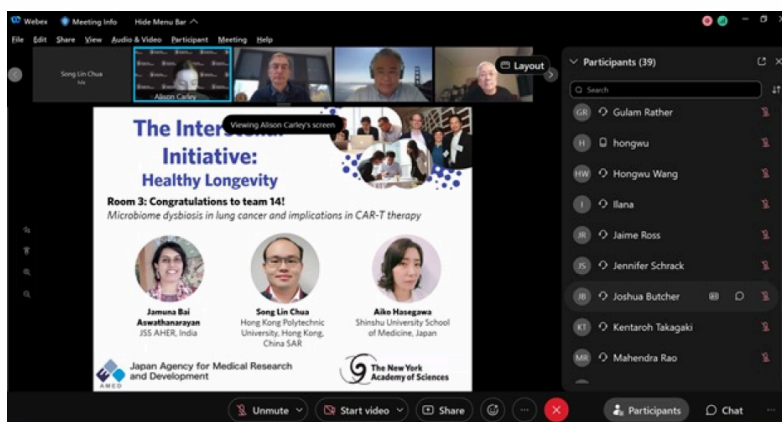 Webex
Meeting Info
Hide Menu Bar
File Edit Share View Audio & Video Participant Meeting Help
Song Lin Chua
Me
Alison Carley
Layout
Viewing Alison Carley's screen
The Inter
Initiative:
Healthy Longevity
Room 3: Congratulations to team 14!
Microbiome dysbiosis in lung cancer and implications in CAR-T therapy
Jamuna Bai
Aswathanarayan
JSS AHER, India
Song Lin Chua
Hong Kong Polytechnic
University, Hong Kong,
China SAR
Aiko Hasegawa
Shinshu University School
of Medicine, Japan
AMED
Japan Agency for Medical Research
and Development
The New York
Academy of Sciences
Participants (39)
Search
GR Gulam Rather
H hongwu
HW Hongwu Wang
I Ilana
JR Jaime Ross
JS Jennifer Schrack
JB Joshua Butcher
KT Kentaroh Takagaki
MR Mahendra Rao
Unmute
Start video
Share
Participants
Chat